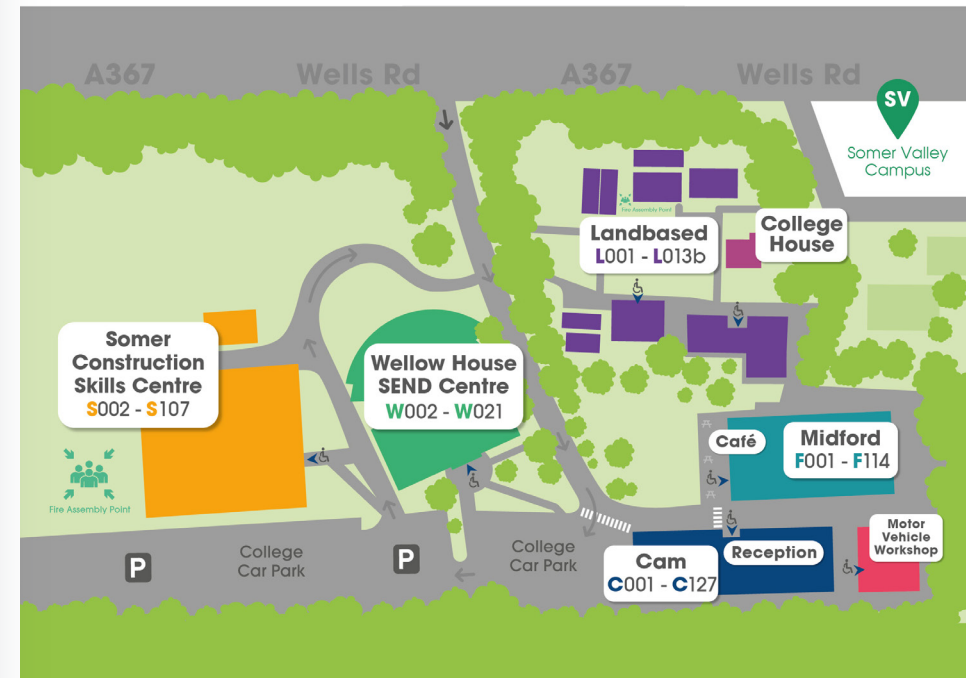 A367
Wells Rd
A367
Wells Rd
SV
Somer Valley
Campus
Fire Assembly Point
Landbased
L001 - L013b
College
House
Somer
Construction
Skills Centre
S002 - S107
Wellow House
SEND Centre
W002 - W021
Café
Midford
F001 - F114
Fire Assembly Point
P
College
Car Park
P
College
Car Park
Cam
C001 - C127
Reception
Motor
Vehicle
Workshop